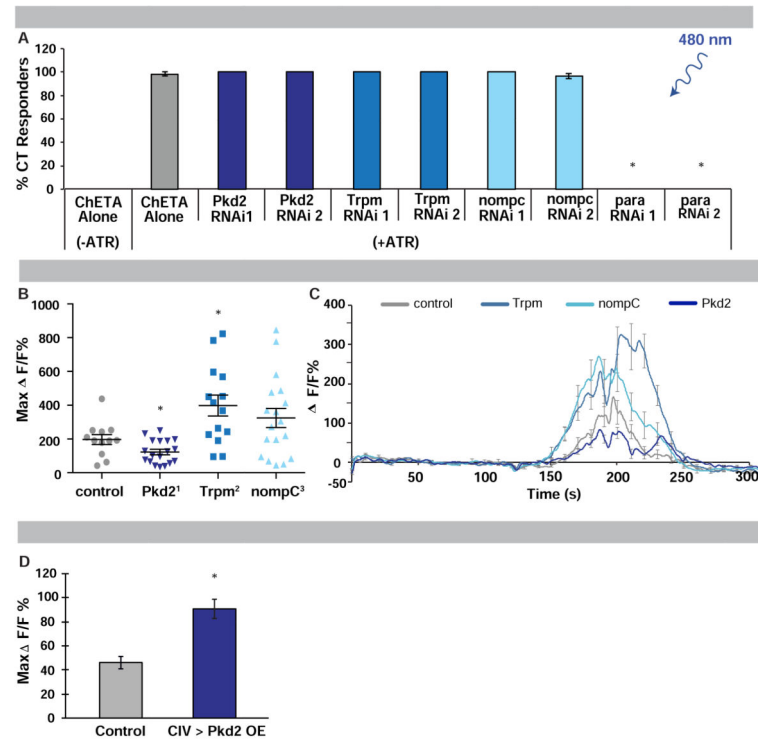 A
120
100
80
60
40
20
0
% CT Responders
480 nm
* *
ChETA Alone
ChETA Alone
Pkd2 RNAi1
Pkd2 RNAi 2
Trpm RNAi 1
Trpm RNAi 2
nompc RNAi 1
nompc RNAi 2
para RNAi 1
para RNAi 2
(-ATR)
(+ATR)
B
1000
800
600
400
200
0
Max Δ F/F%
* *
control Pkd2¹ Trpm² nompC³
C
control Trpm nompC Pkd2
400
300
200
100
0
-50
Δ F/F%
0 50 100 150 200 250 300
Time (s)
D
120
100
80
60
40
20
0
Max Δ F/F %
*
Control CIV > Pkd2 OE